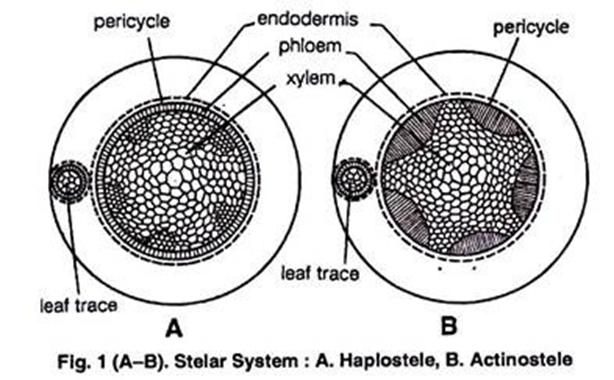 pericycle
endodermis
phloem
xylem
pericycle
leaf trace
leaf trace
A
B
Fig. 1 (A–B). Stelar System : A. Haplostele, B. Actinostele